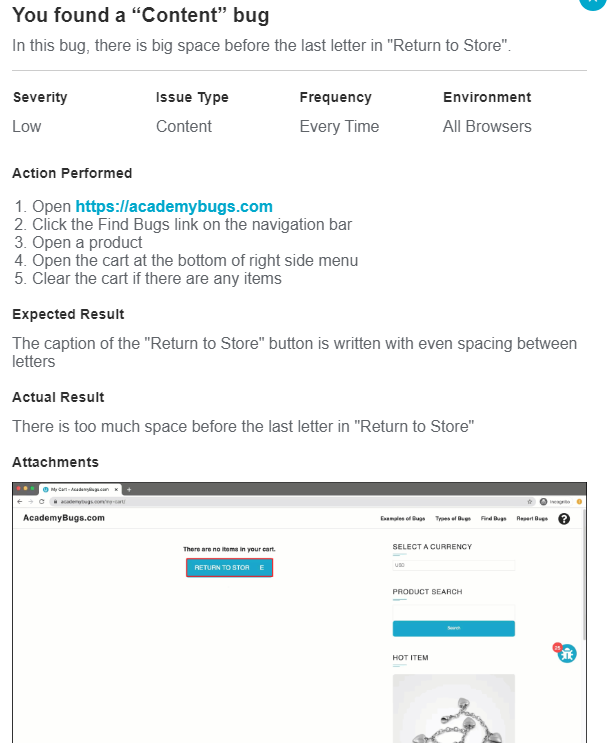 You found a “Content” bug
In this bug, there is big space before the last letter in "Return to Store".
Severity Issue Type Frequency Environment
Low Content Every Time All Browsers
Action Performed
1. Open https://academybugs.com
2. Click the Find Bugs link on the navigation bar
3. Open a product
4. Open the cart at the bottom of right side menu
5. Clear the cart if there are any items
Expected Result
The caption of the "Return to Store" button is written with even spacing between
letters
Actual Result
There is too much space before the last letter in "Return to Store"
Attachments
My Cart - AcademyBugs.com
academybugs.com/my-cart/ Incognito
AcademyBugs.com Examples of Bugs Types of Bugs Find Bugs Report Bugs ?
There are no items in your cart. SELECT A CURRENCY
RETURN TO STOR E USD
PRODUCT SEARCH
Search
25
HOT ITEM